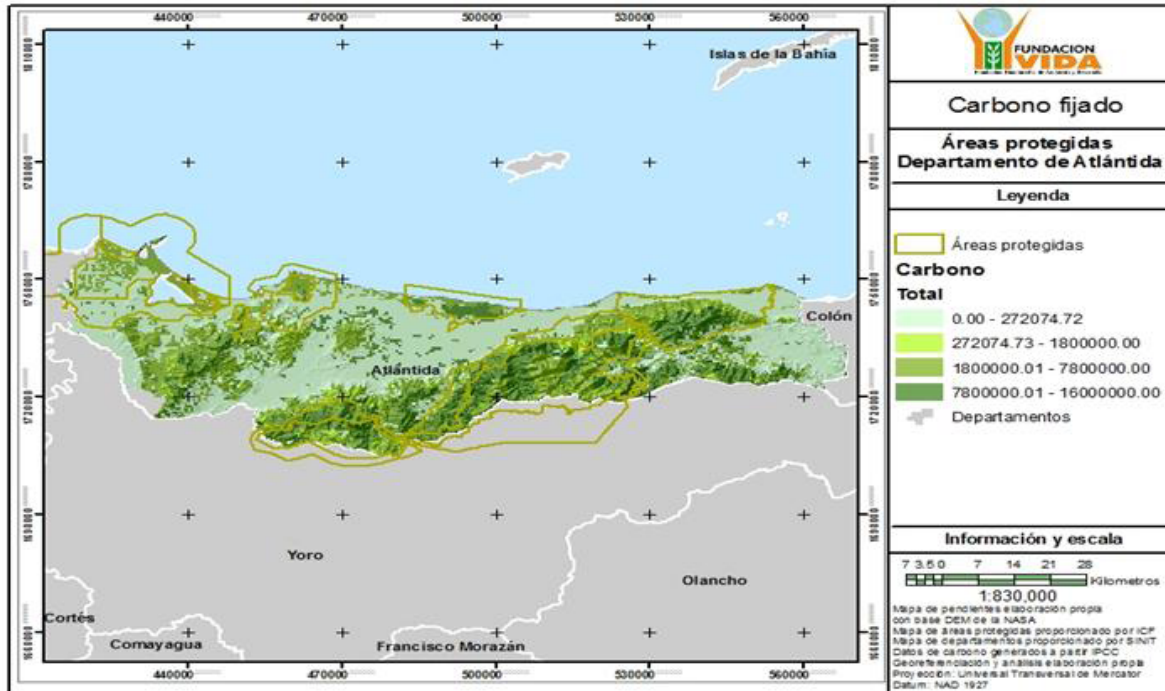 440000 470000 500000 530000 560000
1810000
1780000
1750000
1720000
1690000
1660000
Islas de la Bahía
Colón
Atlántida
Yoro
Olancho
Cortés
Comayagua
Francisco Morazán
440000 470000 500000 530000 560000
FUNDACION
VIDA
Carbono fijado
Áreas protegidas
Departamento de Atlántida
Leyenda
Áreas protegidas
Carbono
Total
0.00 - 272074.72
272074.73 - 1800000.00
1800000.01 - 7800000.00
7800000.01 - 16000000.00
Departamentos
Información y escala
7 3.5 0 7 14 21 28
Kilometros
1:830,000
Mapa de pendientes elaboración propia
con base DEM de la NASA
Mapa de áreas protegidas proporcionado por ICF
Mapa de departamentos proporcionado por SINIT
Datos de carbono generados a partir IPCC
Georeferenciación y análisis elaboración propia
Proyección: Universal Transversal de Mercator
Datum: NAD 1927